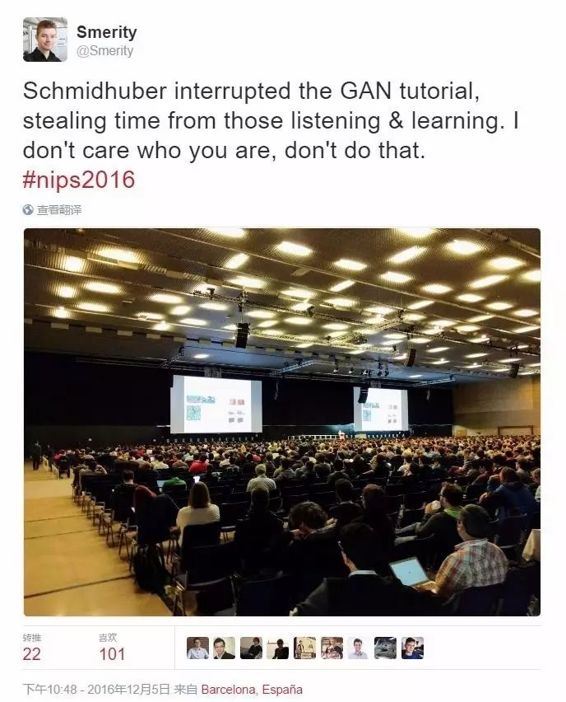 Smerity
@Smerity
Schmidhuber interrupted the GAN tutorial,
stealing time from those listening & learning. I
don't care who you are, don't do that.
#nips2016
查看翻译
转推
喜欢
22
101
下午10:48 - 2016年12月5日 来自 Barcelona, España